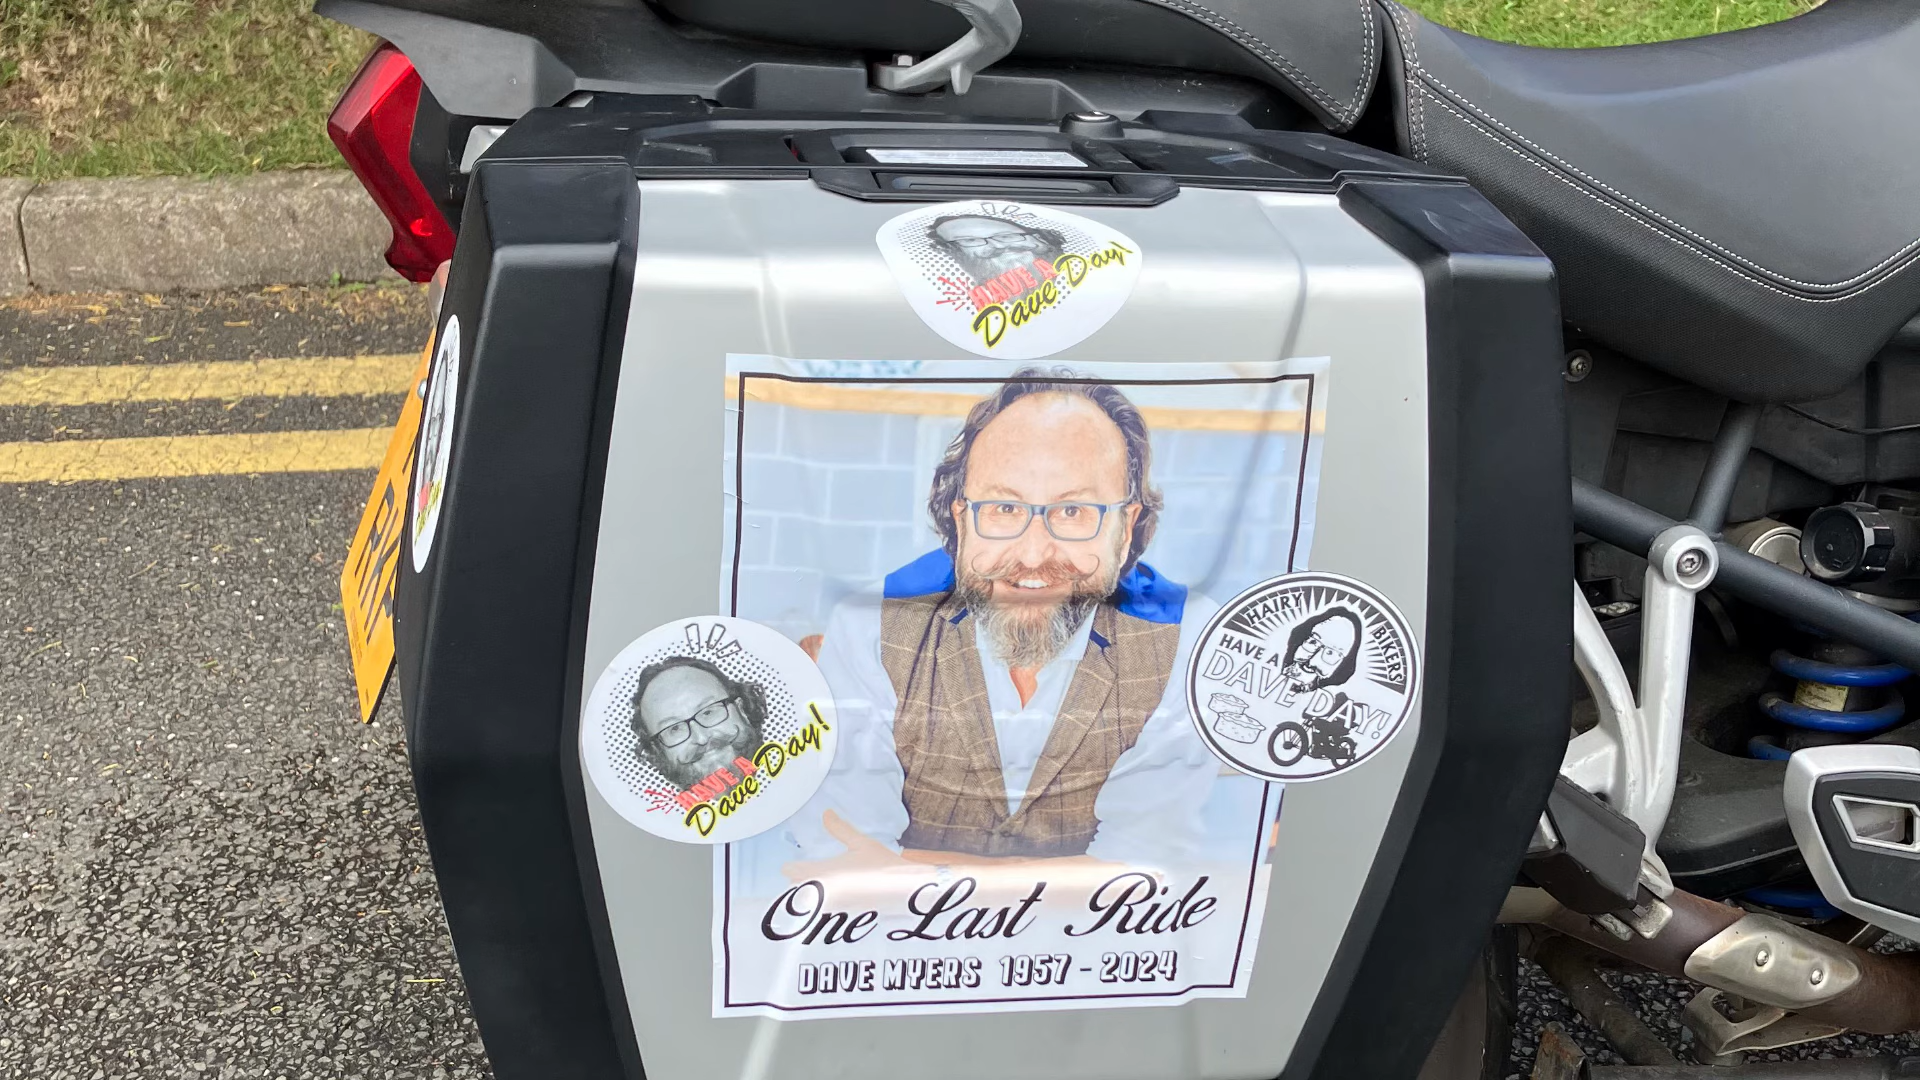 HAVE A
Dave Day!
HAIRY BIKERS
HAVE A
DAVE DAY!
HAVE A
Dave Day!
One Last Ride
DAVE MYERS 1957 - 2024